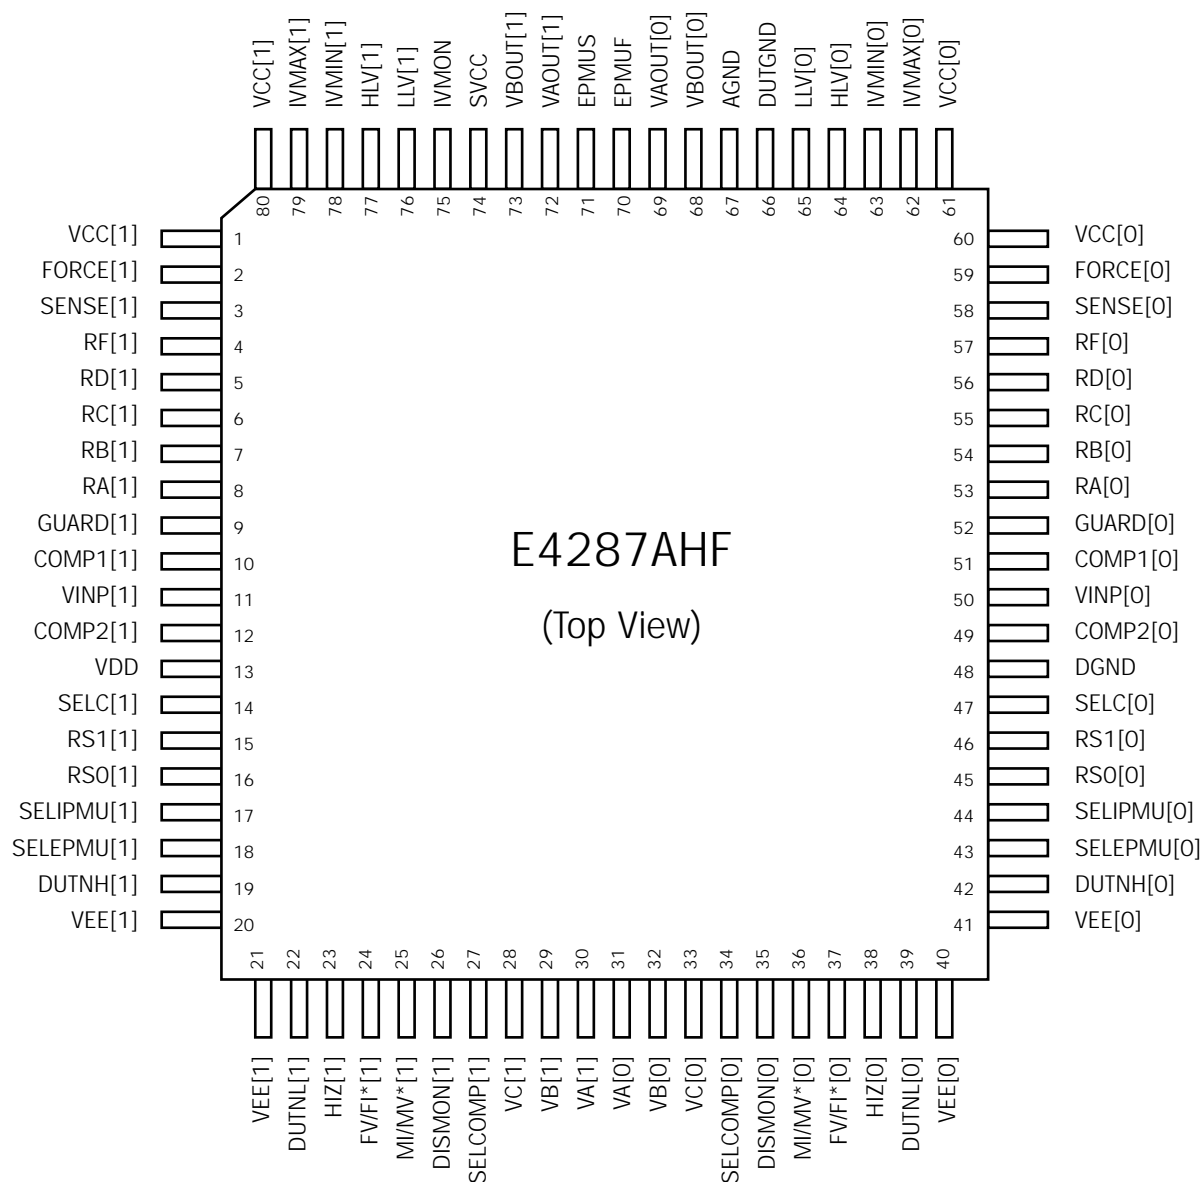 VCC[1]
IVMAX[1]
IVMIN[1]
HLV[1]
LLV[1]
IVMON
SVCC
VBOUT[1]
VAOUT[1]
EPMUS
EPMUF
VAOUT[0]
VBOUT[0]
AGND
DUTGND
LLV[0]
HLV[0]
IVMIN[0]
IVMAX[0]
VCC[0]
80 79 78 77 76 75 74 73 72 71 70 69 68 67 66 65 64 63 62 61
VCC[1] 1 60 VCC[0]
FORCE[1] 2 59 FORCE[0]
SENSE[1] 3 58 SENSE[0]
RF[1] 4 57 RF[0]
RD[1] 5 56 RD[0]
RC[1] 6 55 RC[0]
RB[1] 7 54 RB[0]
RA[1] 8 53 RA[0]
GUARD[1] 9 52 GUARD[0]
COMP1[1] 10 51 COMP1[0]
VINP[1] 11 50 VINP[0]
COMP2[1] 12 49 COMP2[0]
VDD 13 48 DGND
SELC[1] 14 47 SELC[0]
RS1[1] 15 46 RS1[0]
RS0[1] 16 45 RS0[0]
SELIPMU[1] 17 44 SELIPMU[0]
SELEPMU[1] 18 43 SELEPMU[0]
DUTNH[1] 19 42 DUTNH[0]
VEE[1] 20 41 VEE[0]
E4287AHF
(Top View)
21 22 23 24 25 26 27 28 29 30 31 32 33 34 35 36 37 38 39 40
VEE[1]
DUTNL[1]
HIZ[1]
FV/FI*[1]
MI/MV*[1]
DISMON[1]
SELCOMP[1]
VC[1]
VB[1]
VA[1]
VA[0]
VB[0]
VC[0]
SELCOMP[0]
DISMON[0]
MI/MV*[0]
FV/FI*[0]
HIZ[0]
DUTNL[0]
VEE[0]